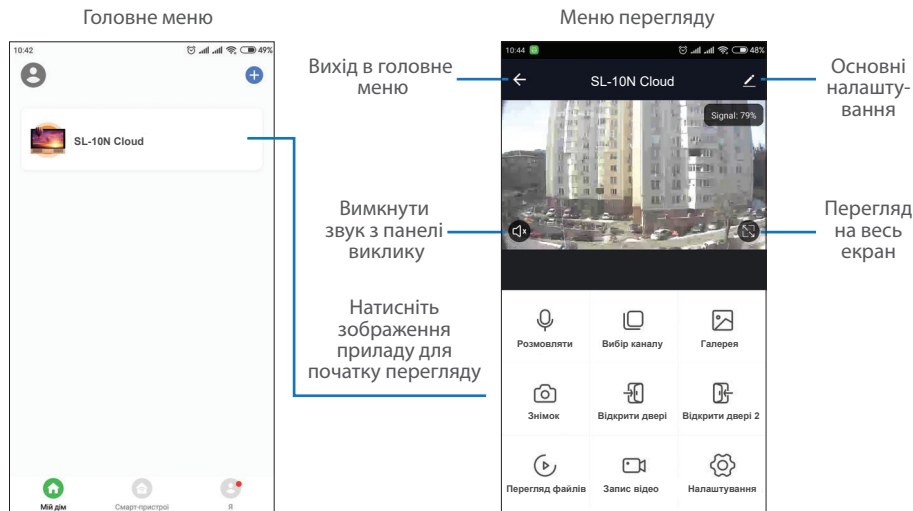 Головне меню
10:42
49%
SL-10N Cloud
Мій дім
Смарт-пристрої
Я
Вихід в головне
меню
Вимкнути
звук з панелі
виклику
Натисніть
зображення
приладу для
початку перегляду
Меню перегляду
10:44
48%
SL-10N Cloud
Signal: 79%
Розмовляти
Вибір каналу
Галерея
Знімок
Відкрити двері
Відкрити двері 2
Перегляд файлів
Запис відео
Налаштування
Основні
налашту-
вання
Перегляд
на весь
екран